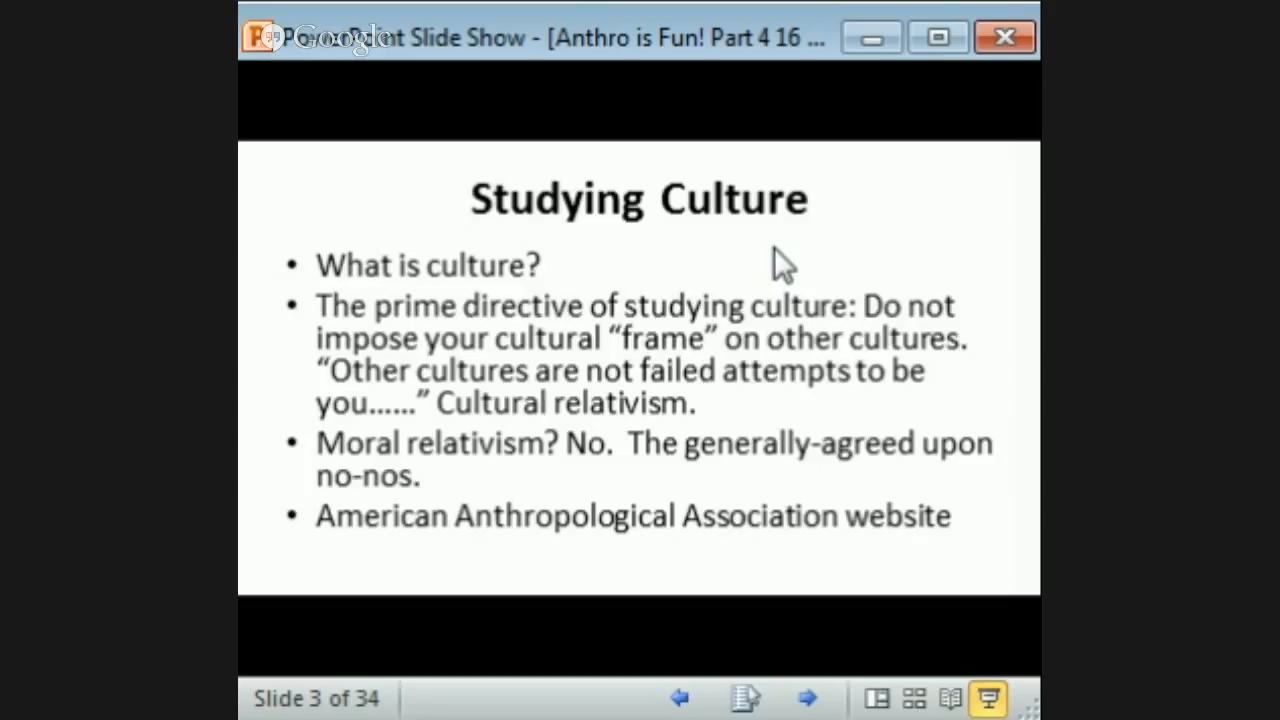 PowerPoint Slide Show - [Anthro is Fun! Part 4 16 ...
Google
Studying Culture
• What is culture?
• The prime directive of studying culture: Do not
impose your cultural “frame” on other cultures.
“Other cultures are not failed attempts to be
you……” Cultural relativism.
• Moral relativism? No. The generally-agreed upon
no-nos.
• American Anthropological Association website
Slide 3 of 34